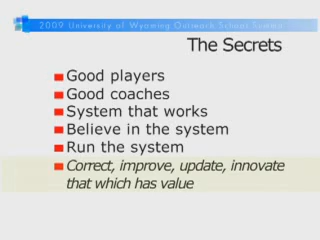 2009 University of Wyoming Outreach School
The Secrets
Good players
Good coaches
System that works
Believe in the system
Run the system
Correct, improve, update, innovate
that which has value